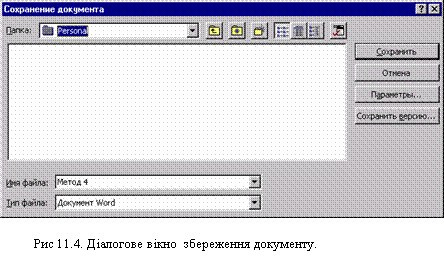 Сохранение документа
Папка: Personal
Сохранить
Отмена
Параметры...
Сохранить версию...
Имя файла: Метод 4
Тип файла: Документ Word
Рис 11.4. Діалогове вікно збереження документу.